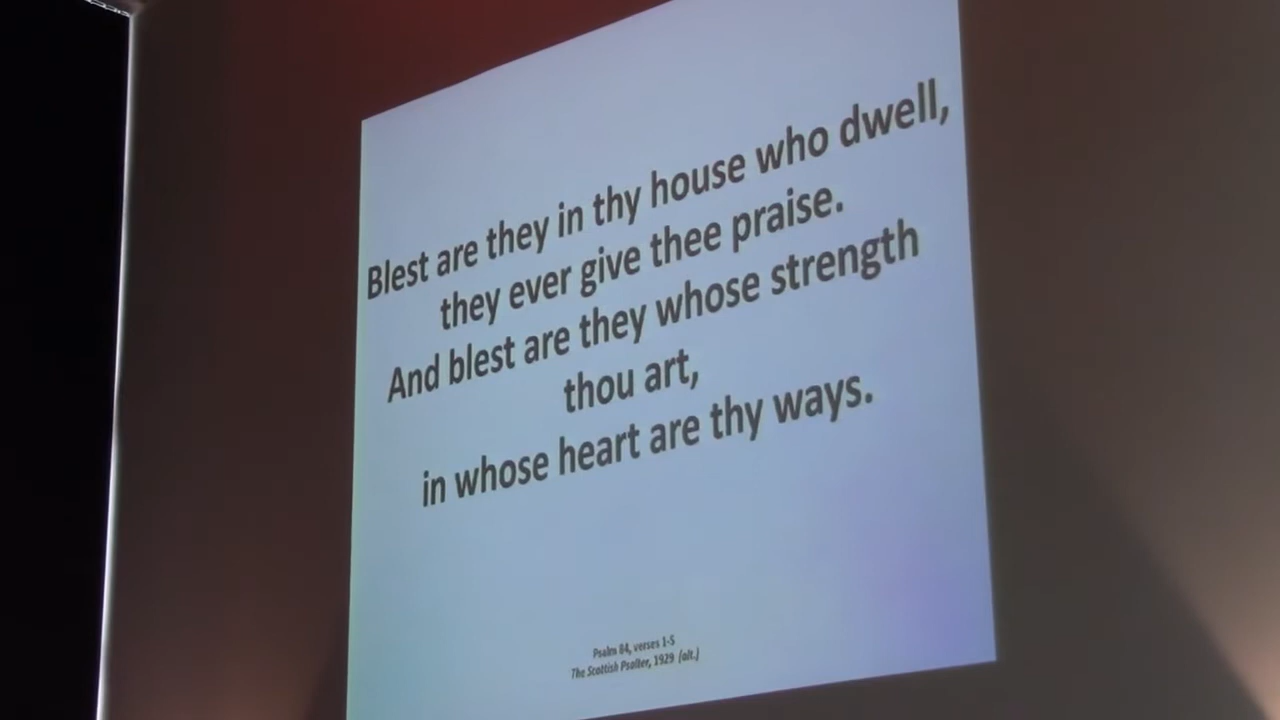 Blest are they in thy house who dwell,
they ever give thee praise.
And blest are they whose strength
thou art,
in whose heart are thy ways.
Psalm 84, verses 1-5
The Scottish Psalter, 1929 (alt.)